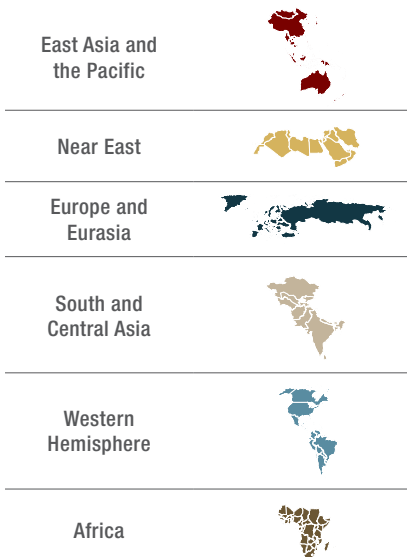 East Asia and
the Pacific
Near East
Europe and
Eurasia
South and
Central Asia
Western
Hemisphere
Africa